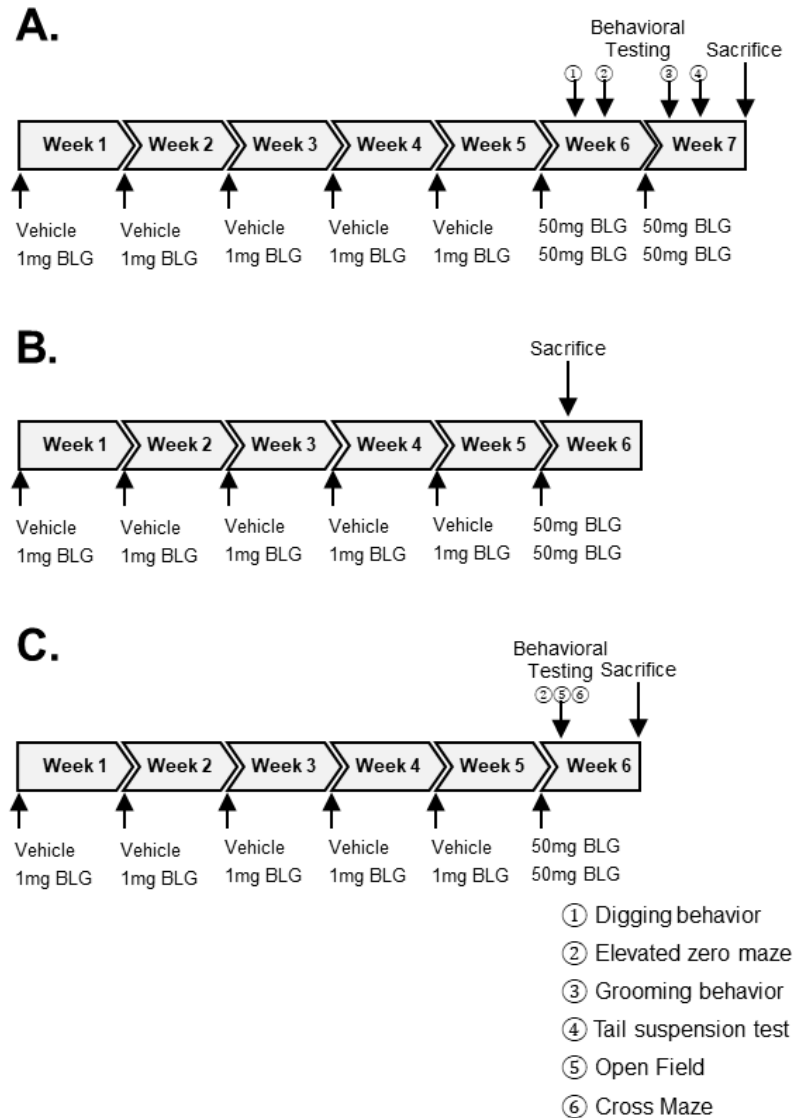 A.
Behavioral
Testing
Sacrifice
① ② ③ ④
Week 1 Week 2 Week 3 Week 4 Week 5 Week 6 Week 7
Vehicle Vehicle Vehicle Vehicle Vehicle 50mg BLG 50mg BLG
1mg BLG 1mg BLG 1mg BLG 1mg BLG 1mg BLG 50mg BLG 50mg BLG
B.
Sacrifice
Week 1 Week 2 Week 3 Week 4 Week 5 Week 6
Vehicle Vehicle Vehicle Vehicle Vehicle 50mg BLG
1mg BLG 1mg BLG 1mg BLG 1mg BLG 1mg BLG 50mg BLG
C.
Behavioral
Testing Sacrifice
②⑤⑥
Week 1 Week 2 Week 3 Week 4 Week 5 Week 6
Vehicle Vehicle Vehicle Vehicle Vehicle 50mg BLG
1mg BLG 1mg BLG 1mg BLG 1mg BLG 1mg BLG 50mg BLG
① Digging behavior
② Elevated zero maze
③ Grooming behavior
④ Tail suspension test
⑤ Open Field
⑥ Cross Maze